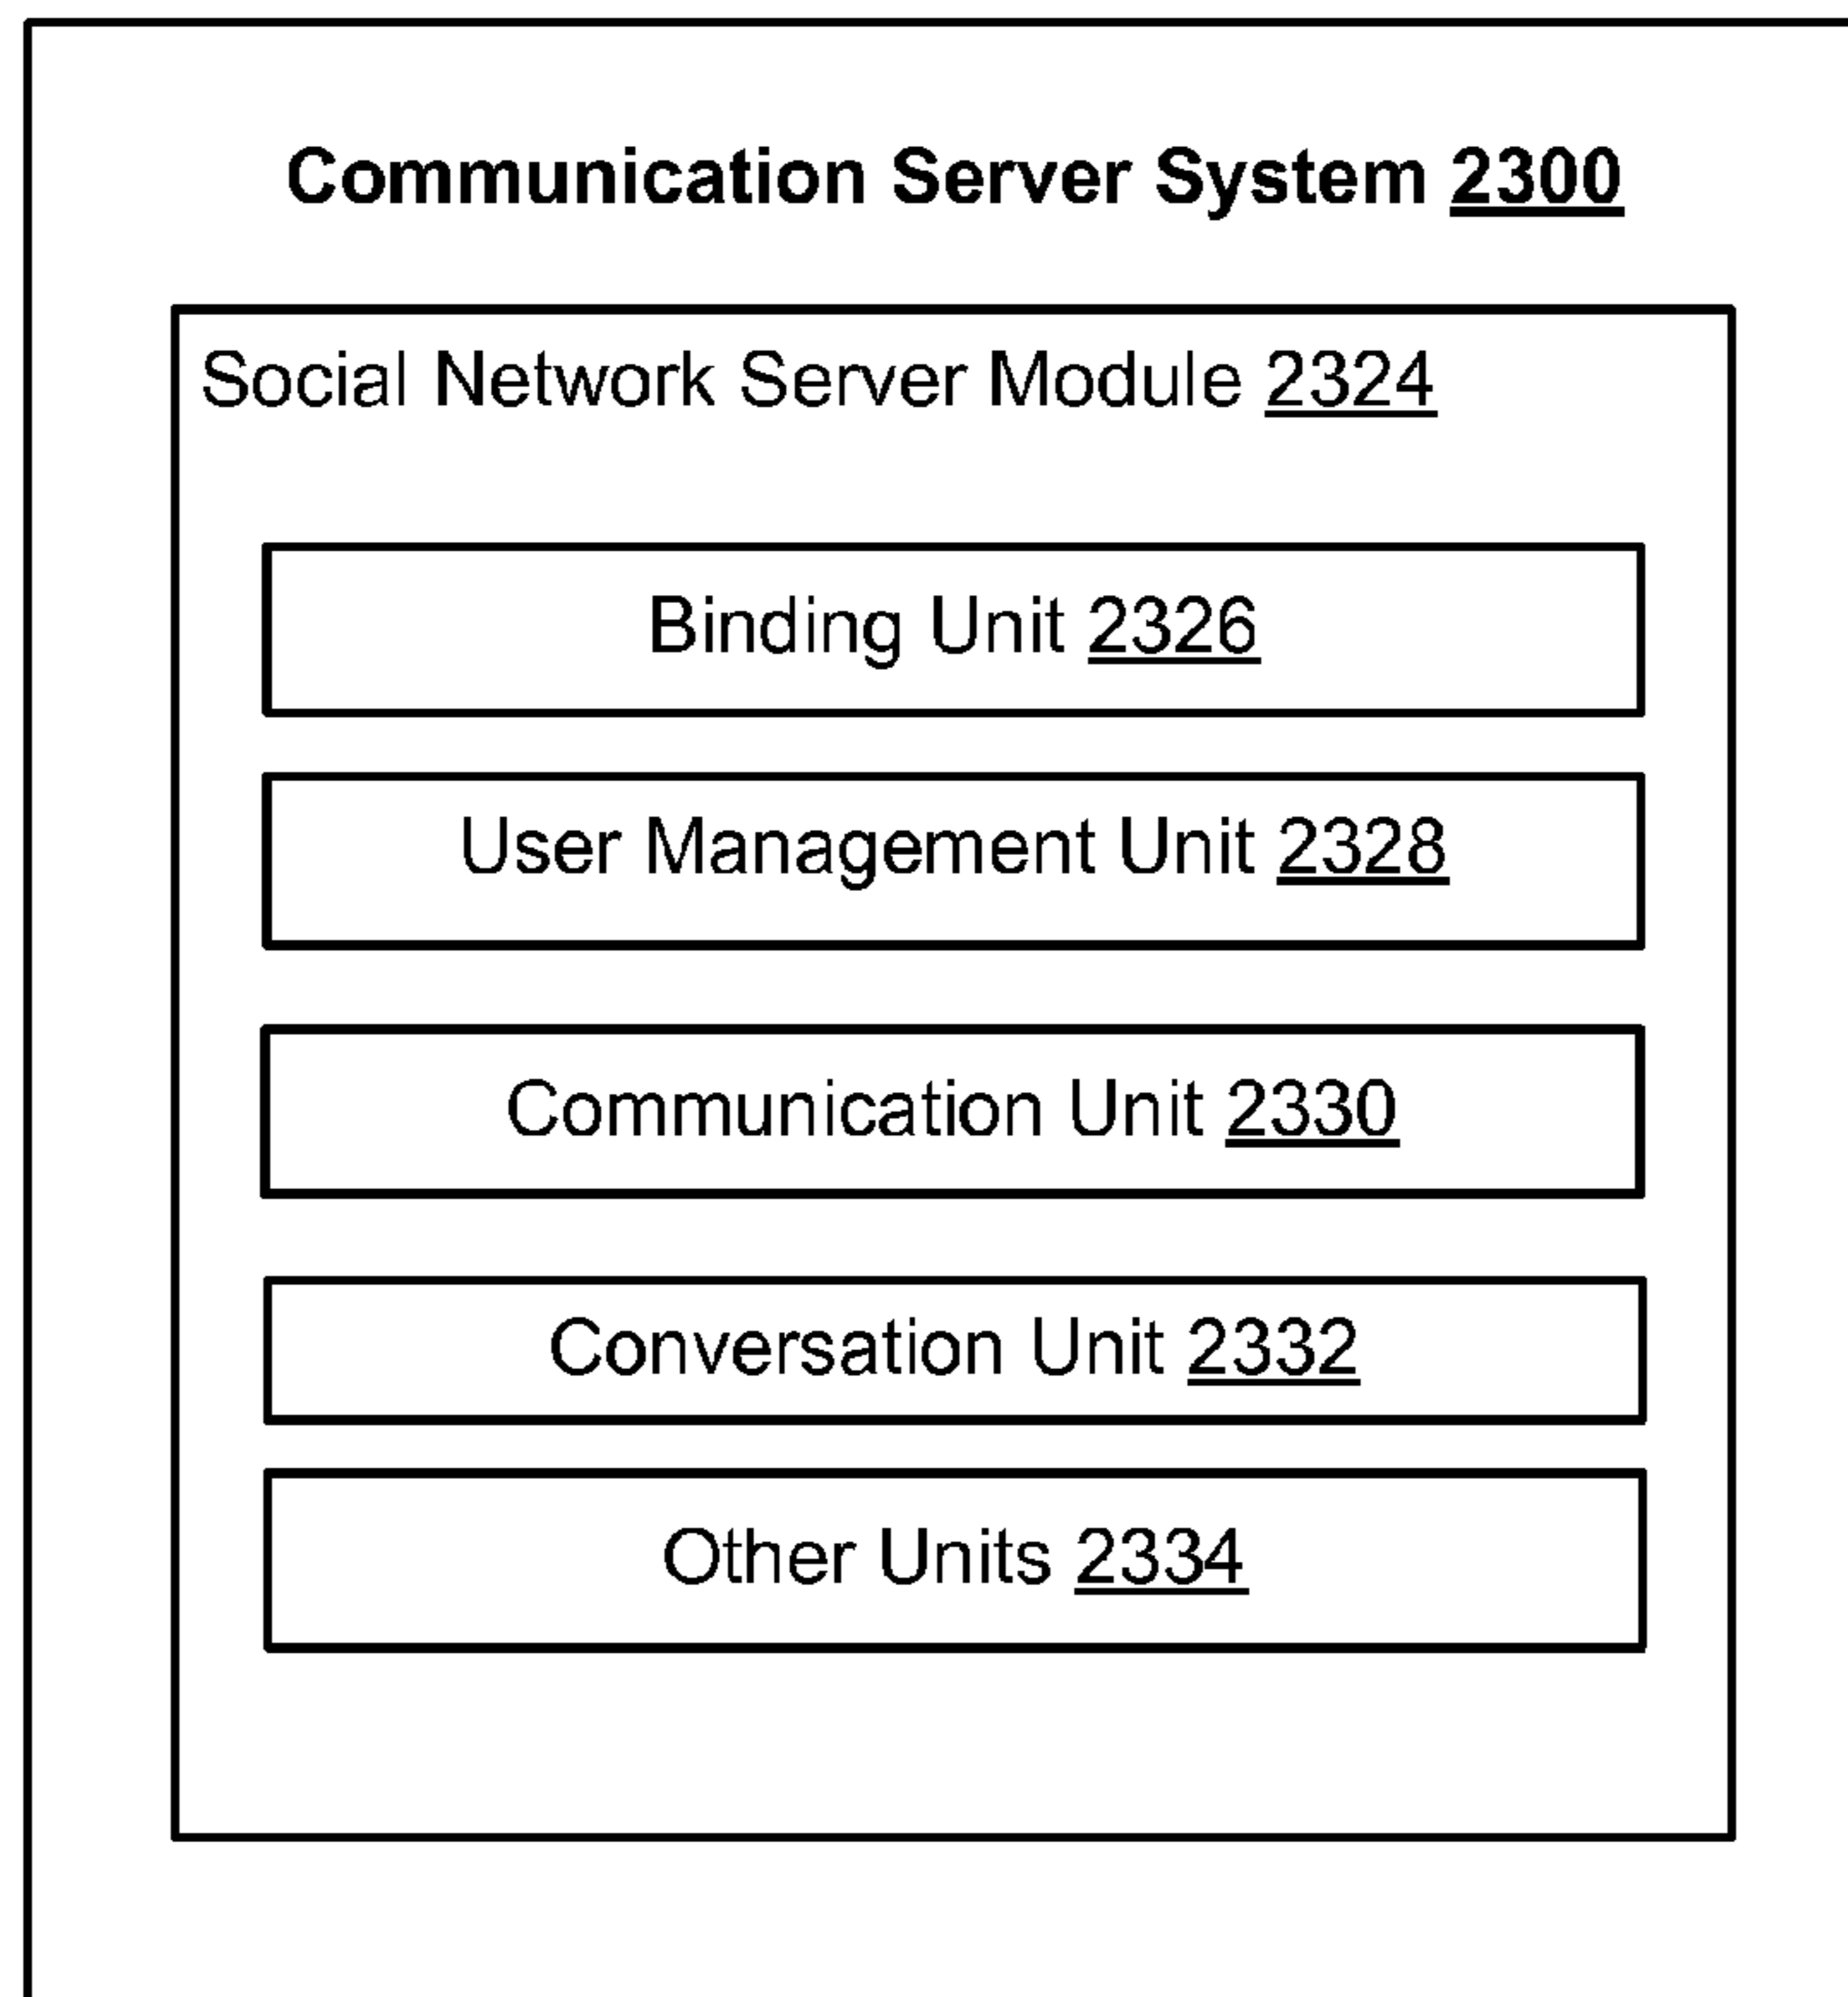 Communication Server System 2300
Social Network Server Module 2324
Binding Unit 2326
User Management Unit 2328
Communication Unit 2330
Conversation Unit 2332
Other Units 2334